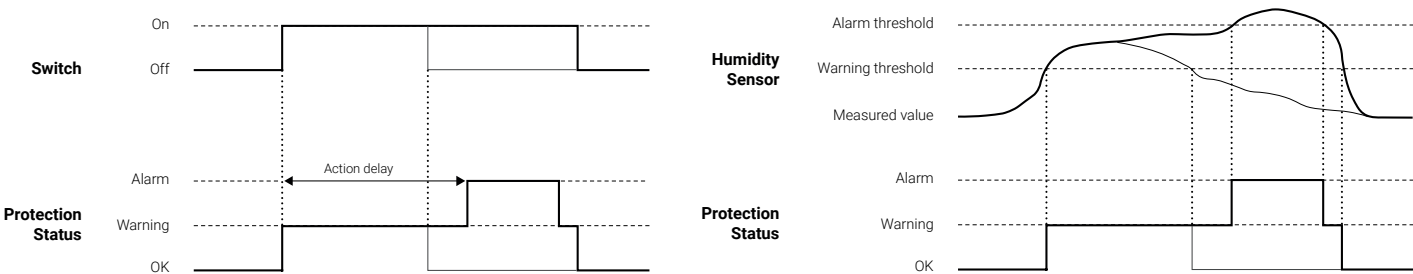 On
Switch
Off
Action delay
Alarm
Protection
Status
Warning
OK
Alarm threshold
Humidity
Sensor
Warning threshold
Measured value
Alarm
Protection
Status
Warning
OK